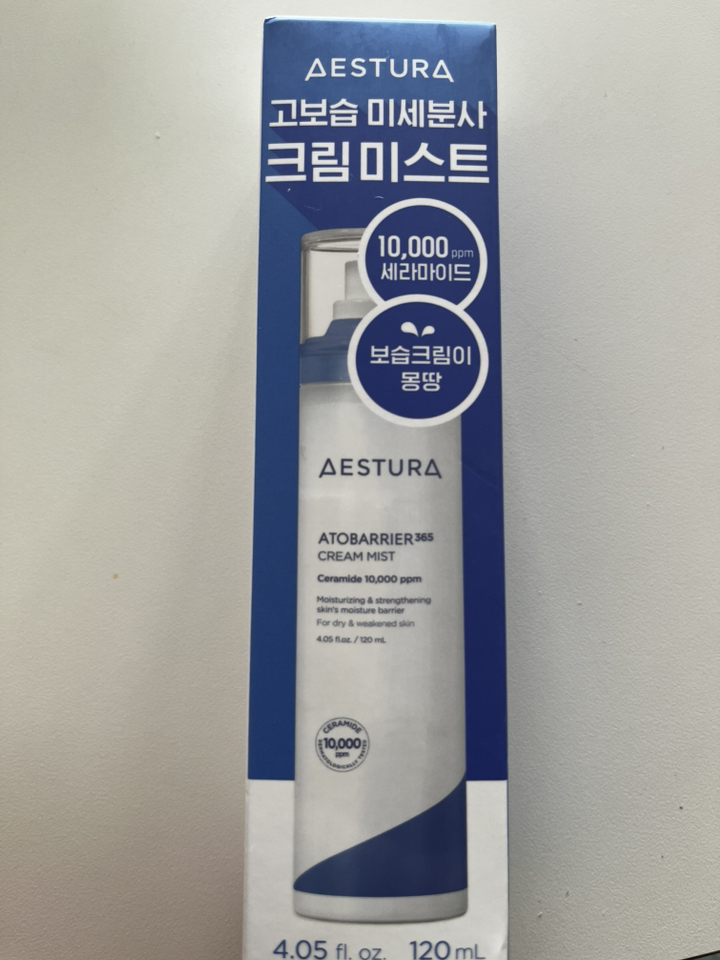 AESTURA
고보습 미세분사
크림미스트
10,000 ppm
세라마이드
보습크림이
몽땅
AESTURA
ATOBARRIER365
CREAM MIST
Ceramide 10,000 ppm
Moisturizing & strengthening
skin's moisture barrier
For dry & weakened skin
4.05 fl.oz. / 120 mL
CERAMIDE
10,000
ppm
DERMATOLOGICALLY TESTED
4.05 fl. oz. 120 mL